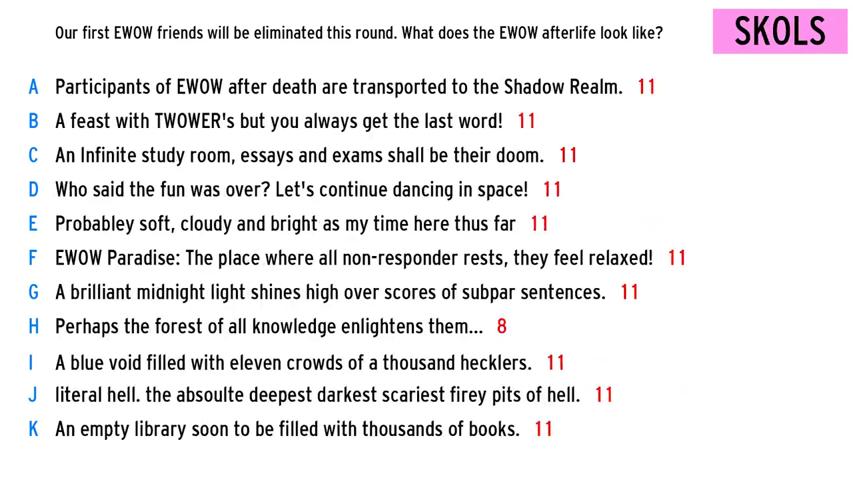 Our first EWOW friends will be eliminated this round. What does the EWOW afterlife look like?
SKOLS
A Participants of EWOW after death are transported to the Shadow Realm. 11
B A feast with TWOWER's but you always get the last word! 11
C An Infinite study room, essays and exams shall be their doom. 11
D Who said the fun was over? Let's continue dancing in space! 11
E Probabley soft, cloudy and bright as my time here thus far 11
F EWOW Paradise: The place where all non-responder rests, they feel relaxed! 11
G A brilliant midnight light shines high over scores of subpar sentences. 11
H Perhaps the forest of all knowledge enlightens them... 8
I A blue void filled with eleven crowds of a thousand hecklers. 11
J literal hell. the absoulte deepest darkest scariest firey pits of hell. 11
K An empty library soon to be filled with thousands of books. 11